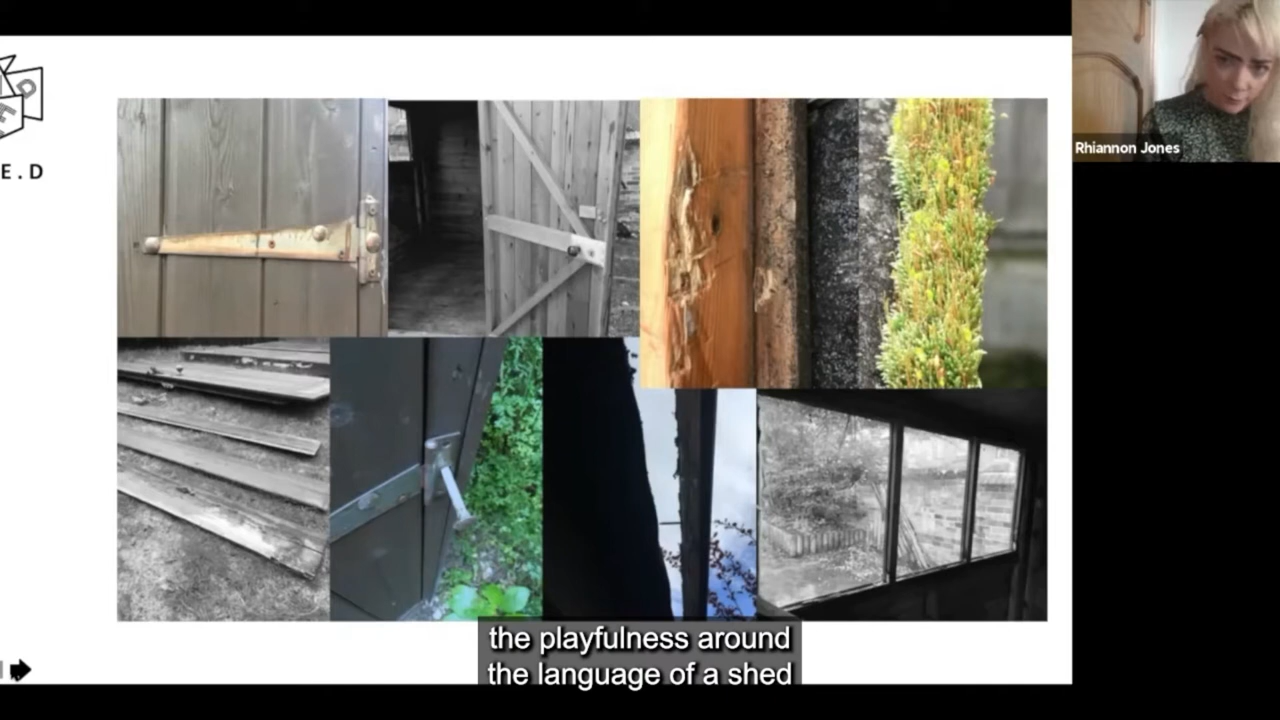 E.D
Rhiannon Jones
the playfulness around
the language of a shed